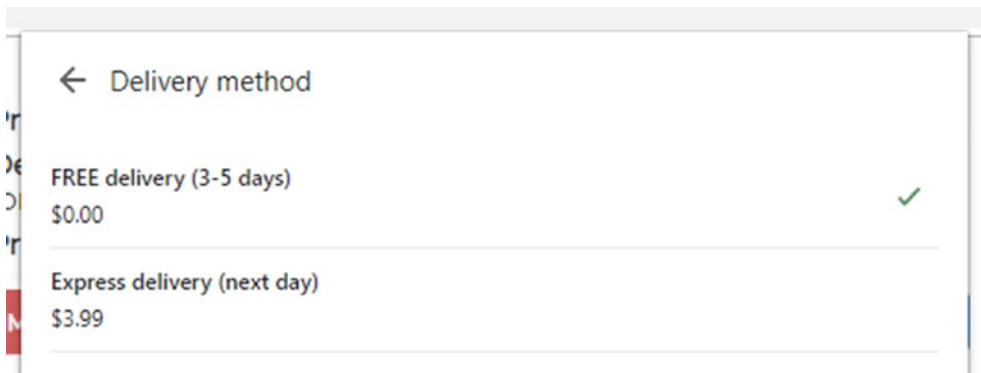 Delivery method
FREE delivery (3-5 days)
$0.00
Express delivery (next day)
$3.99